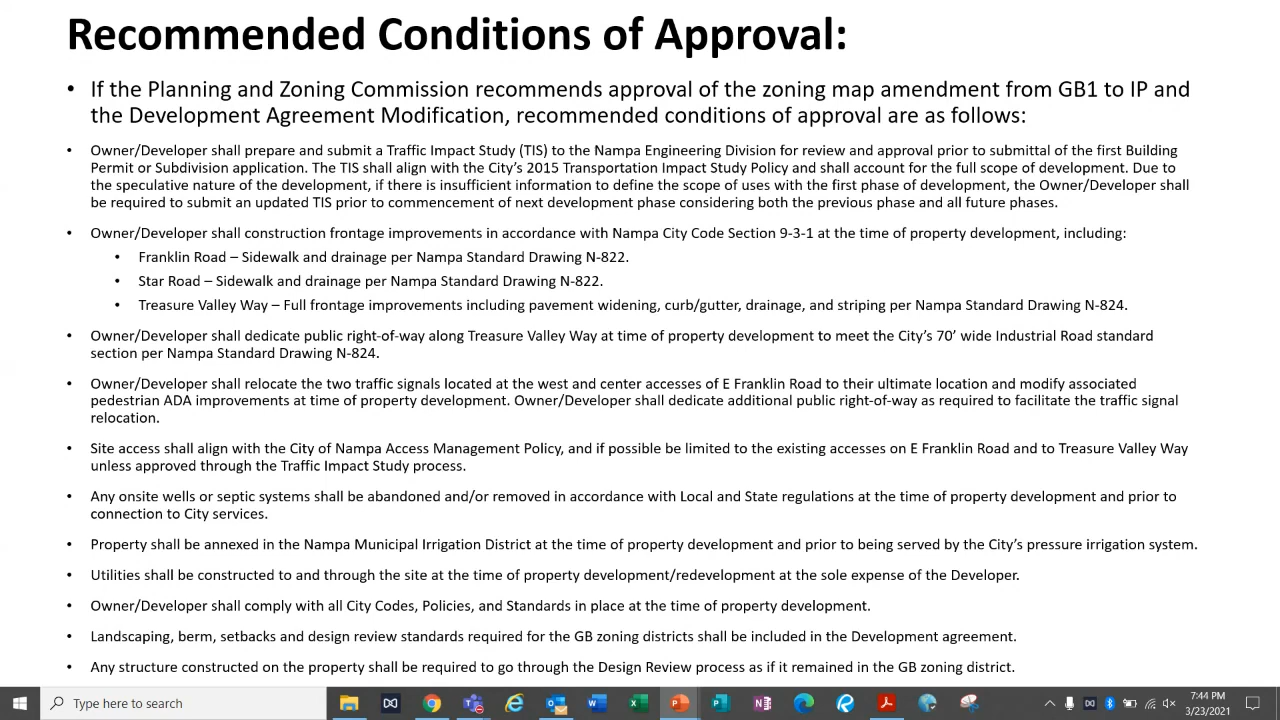 Recommended Conditions of Approval:
• If the Planning and Zoning Commission recommends approval of the zoning map amendment from GB1 to IP and
the Development Agreement Modification, recommended conditions of approval are as follows:
• Owner/Developer shall prepare and submit a Traffic Impact Study (TIS) to the Nampa Engineering Division for review and approval prior to submittal of the first Building
Permit or Subdivision application. The TIS shall align with the City's 2015 Transportation Impact Study Policy and shall account for the full scope of development. Due to
the speculative nature of the development, if there is insufficient information to define the scope of uses with the first phase of development, the Owner/Developer shall
be required to submit an updated TIS prior to commencement of next development phase considering both the previous phase and all future phases.
• Owner/Developer shall construction frontage improvements in accordance with Nampa City Code Section 9-3-1 at the time of property development, including:
• Franklin Road – Sidewalk and drainage per Nampa Standard Drawing N-822.
• Star Road – Sidewalk and drainage per Nampa Standard Drawing N-822.
• Treasure Valley Way – Full frontage improvements including pavement widening, curb/gutter, drainage, and striping per Nampa Standard Drawing N-824.
• Owner/Developer shall dedicate public right-of-way along Treasure Valley Way at time of property development to meet the City's 70' wide Industrial Road standard
section per Nampa Standard Drawing N-824.
• Owner/Developer shall relocate the two traffic signals located at the west and center accesses of E Franklin Road to their ultimate location and modify associated
pedestrian ADA improvements at time of property development. Owner/Developer shall dedicate additional public right-of-way as required to facilitate the traffic signal
relocation.
• Site access shall align with the City of Nampa Access Management Policy, and if possible be limited to the existing accesses on E Franklin Road and to Treasure Valley Way
unless approved through the Traffic Impact Study process.
• Any onsite wells or septic systems shall be abandoned and/or removed in accordance with Local and State regulations at the time of property development and prior to
connection to City services.
• Property shall be annexed in the Nampa Municipal Irrigation District at the time of property development and prior to being served by the City's pressure irrigation system.
• Utilities shall be constructed to and through the site at the time of property development/redevelopment at the sole expense of the Developer.
• Owner/Developer shall comply with all City Codes, Policies, and Standards in place at the time of property development.
• Landscaping, berm, setbacks and design review standards required for the GB zoning districts shall be included in the Development agreement.
• Any structure constructed on the property shall be required to go through the Design Review process as if it remained in the GB zoning district.
Type here to search
7:44 PM
3/23/2021